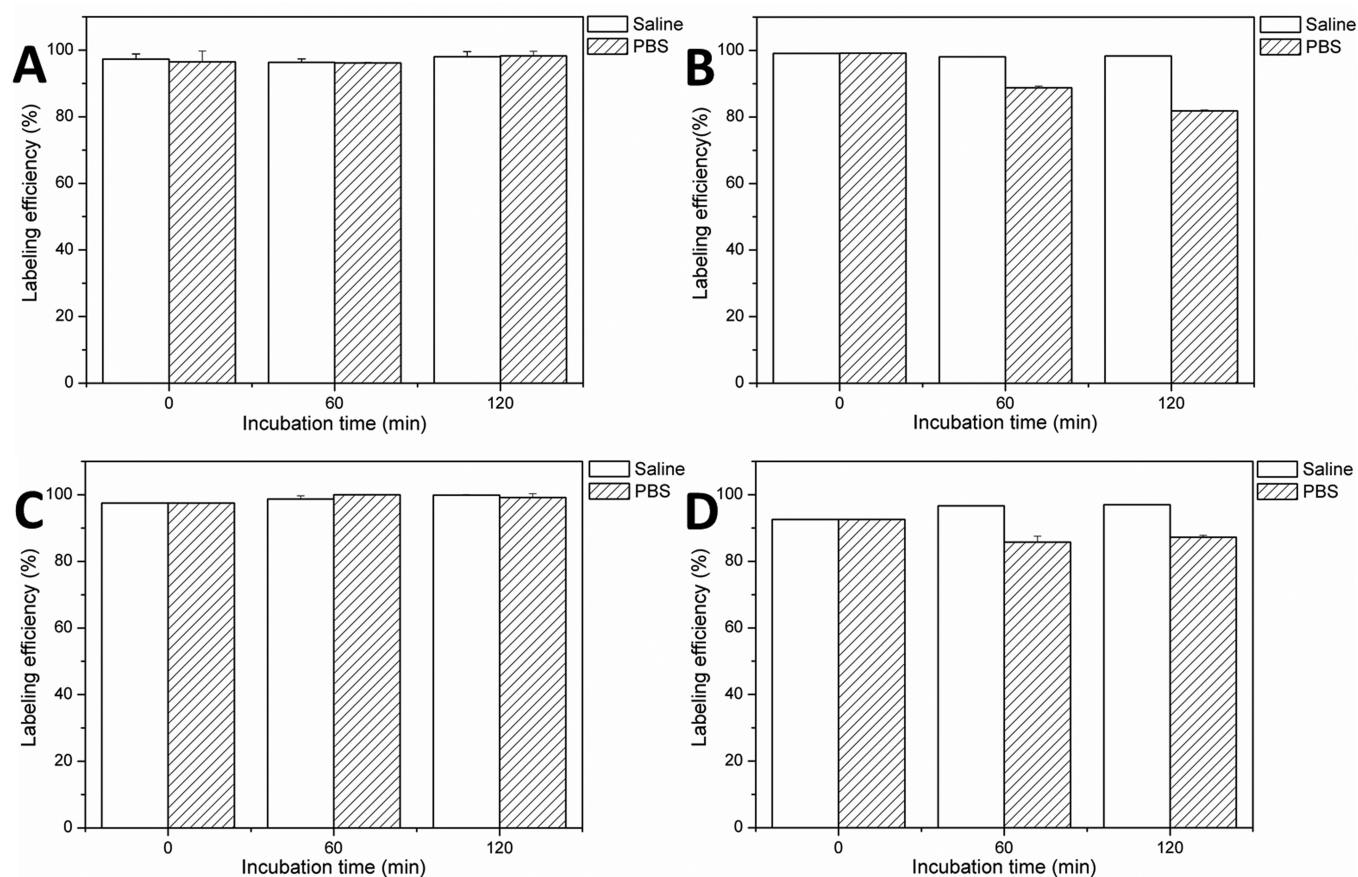 A
Saline
PBS
Labeling efficiency (%)
100
80
60
40
20
0
0 60 120
Incubation time (min)
B
Saline
PBS
Labeling efficiency(%)
100
80
60
40
20
0
0 60 120
Incubation time (min)
C
Saline
PBS
Labeling efficiency (%)
100
80
60
40
20
0
0 60 120
Incubation time (min)
D
Saline
PBS
Labeling efficiency (%)
100
80
60
40
20
0
0 60 120
Incubation time (min)